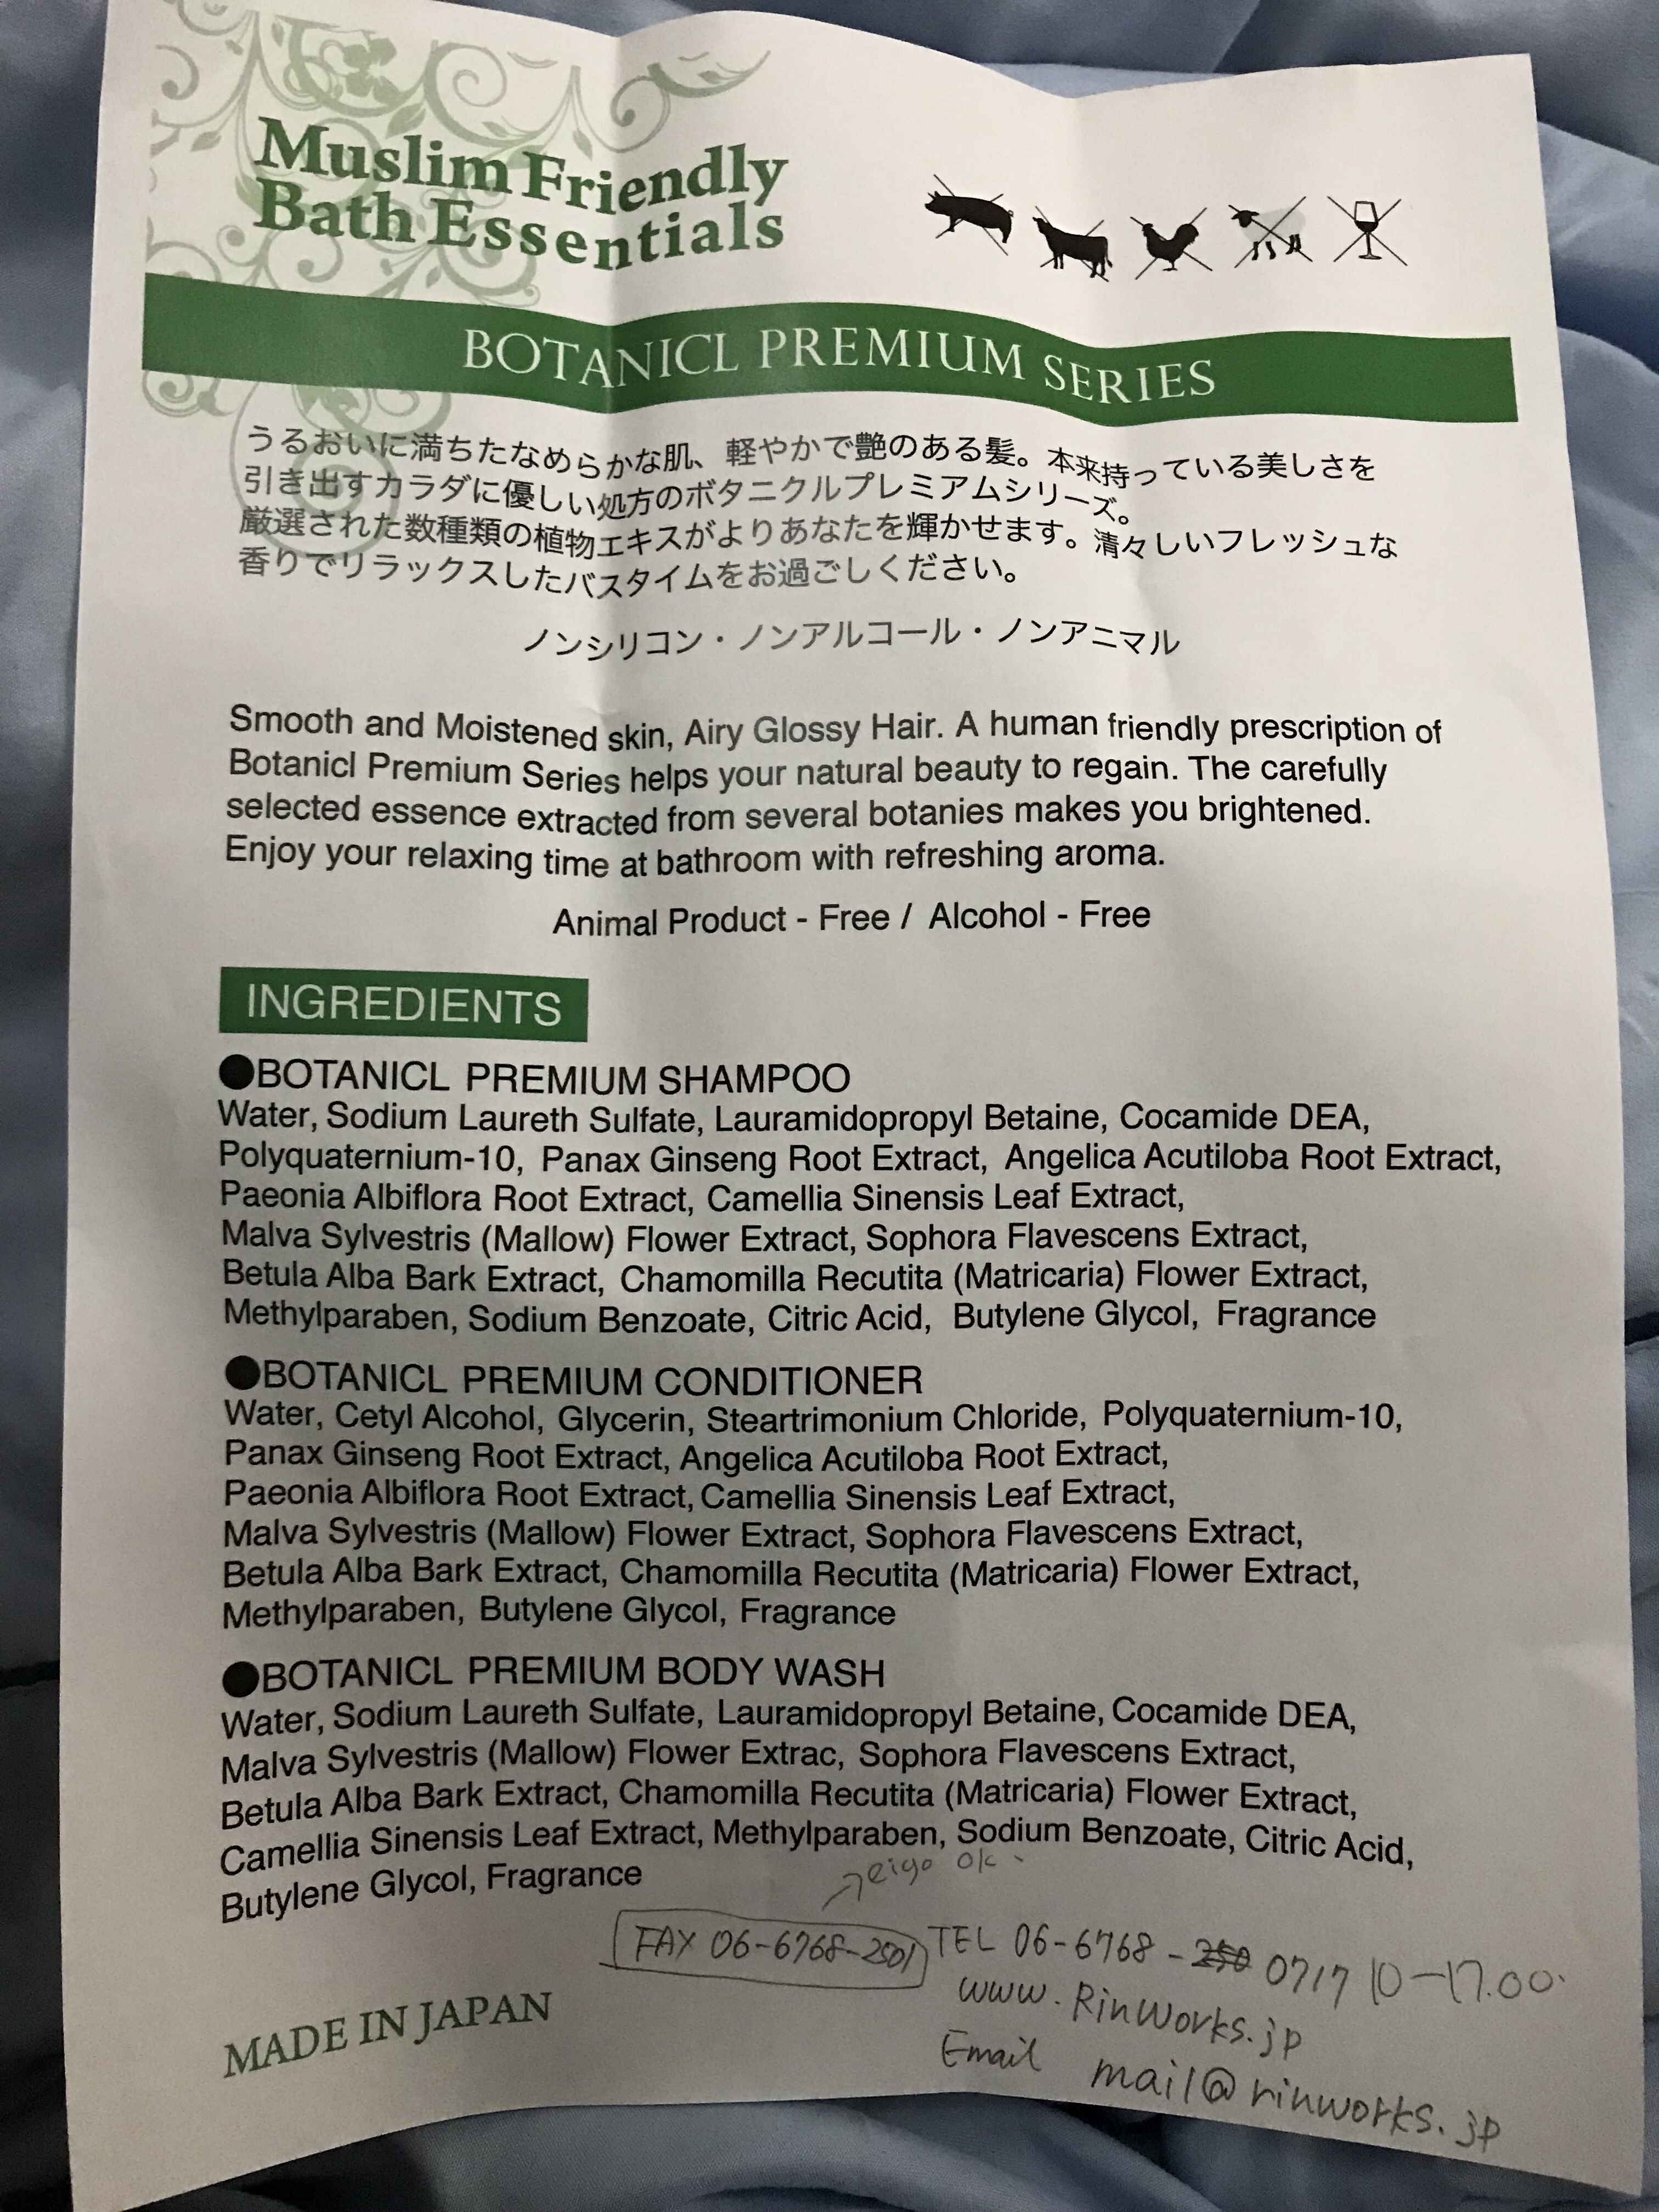 Muslim Friendly
Bath Essentials
BOTANICL PREMIUM SERIES
うるおいに満ちたなめらかな肌、軽やかで艶のある髪。本来持っている美しさを
引き出すカラダに優しい処方のボタニクルプレミアムシリーズ。
厳選された数種類の植物エキスがよりあなたを輝かせます。清々しいフレッシュな
香りでリラックスしたバスタイムをお過ごしください。
ノンシリコン・ノンアルコール・ノンアニマル
Smooth and Moistened skin, Airy Glossy Hair. A human friendly prescription of
Botanicl Premium Series helps your natural beauty to regain. The carefully
selected essence extracted from several botanies makes you brightened.
Enjoy your relaxing time at bathroom with refreshing aroma.
Animal Product - Free / Alcohol - Free
INGREDIENTS
●BOTANICL PREMIUM SHAMPOO
Water, Sodium Laureth Sulfate, Lauramidopropyl Betaine, Cocamide DEA,
Polyquaternium-10, Panax Ginseng Root Extract, Angelica Acutiloba Root Extract,
Paeonia Albiflora Root Extract, Camellia Sinensis Leaf Extract,
Malva Sylvestris (Mallow) Flower Extract, Sophora Flavescens Extract,
Betula Alba Bark Extract, Chamomilla Recutita (Matricaria) Flower Extract,
Methylparaben, Sodium Benzoate, Citric Acid, Butylene Glycol, Fragrance
●BOTANICL PREMIUM CONDITIONER
Water, Cetyl Alcohol, Glycerin, Steartrimonium Chloride, Polyquaternium-10,
Panax Ginseng Root Extract, Angelica Acutiloba Root Extract,
Paeonia Albiflora Root Extract, Camellia Sinensis Leaf Extract,
Malva Sylvestris (Mallow) Flower Extract, Sophora Flavescens Extract,
Betula Alba Bark Extract, Chamomilla Recutita (Matricaria) Flower Extract,
Methylparaben, Butylene Glycol, Fragrance
●BOTANICL PREMIUM BODY WASH
Water, Sodium Laureth Sulfate, Lauramidopropyl Betaine, Cocamide DEA,
Malva Sylvestris (Mallow) Flower Extrac, Sophora Flavescens Extract,
Betula Alba Bark Extract, Chamomilla Recutita (Matricaria) Flower Extract,
Camellia Sinensis Leaf Extract, Methylparaben, Sodium Benzoate, Citric Acid,
Butylene Glycol, Fragrance
eigo ok
FAX 06-6768-2501 TEL 06-6768- 0717 10-17.00
www.Rinworks.jp
Email mail@rinworks.jp
MADE IN JAPAN